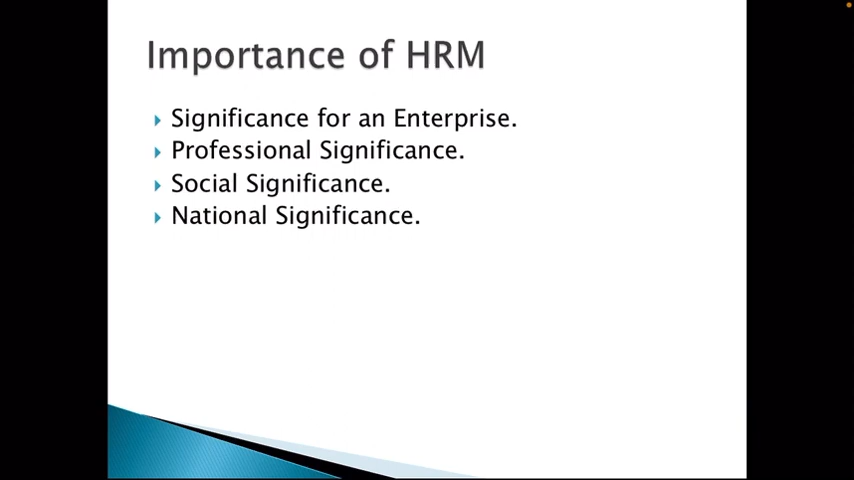 Importance of HRM
Significance for an Enterprise.
Professional Significance.
Social Significance.
National Significance.